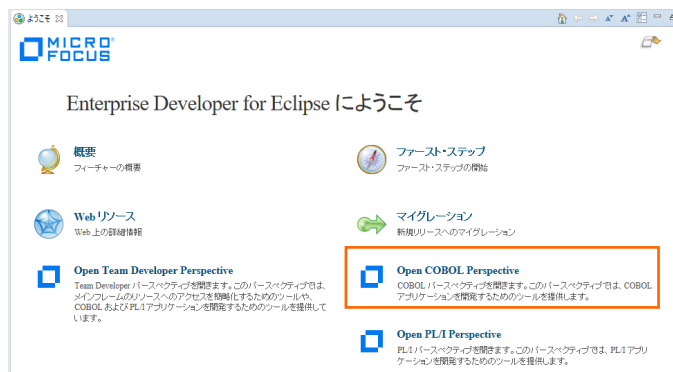 ようこそ
MICRO
FOCUS
Enterprise Developer for Eclipse にようこそ
概要
フィーチャーの概要
ファースト・ステップ
ファースト・ステップの開始
Web リソース
Web 上の詳細情報
マイグレーション
新規リリースへのマイグレーション
Open Team Developer Perspective
Team Developer パースペクティブを開きます。このパースペクティブでは、
メインフレームのリソースへのアクセスを簡略化するためのツールや、
COBOL および PL/I アプリケーションを開発するためのツールを提供して
います。
Open COBOL Perspective
COBOL パースペクティブを開きます。このパースペクティブでは、COBOL
アプリケーションを開発するためのツールを提供します。
Open PL/I Perspective
PL/I パースペクティブを開きます。このパースペクティブでは、PL/I アプリ
ケーションを開発するためのツールを提供します。